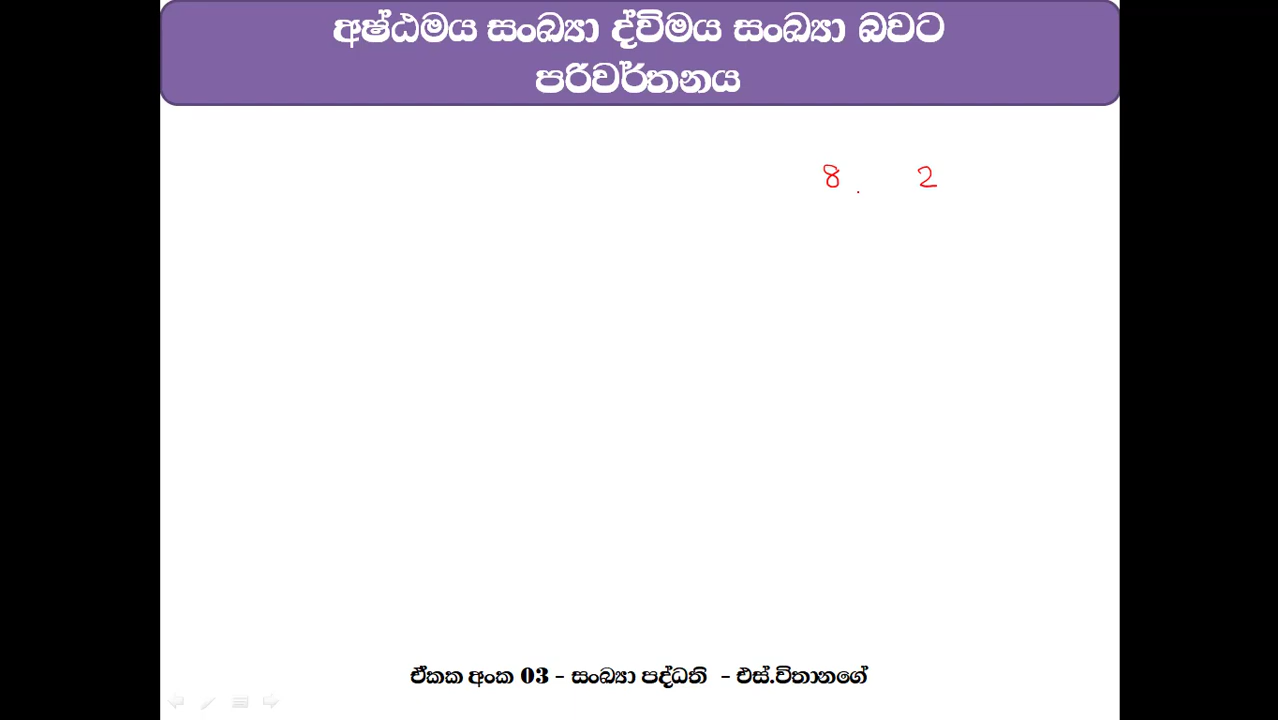 අෂ්ඨමය සංඛ්‍යා ද්විමය සංඛ්‍යා බවට
පරිවර්තනය
8 . 2
ඒකක අංක 03 - සංඛ්‍යා පද්ධති - එස්.විතානගේ